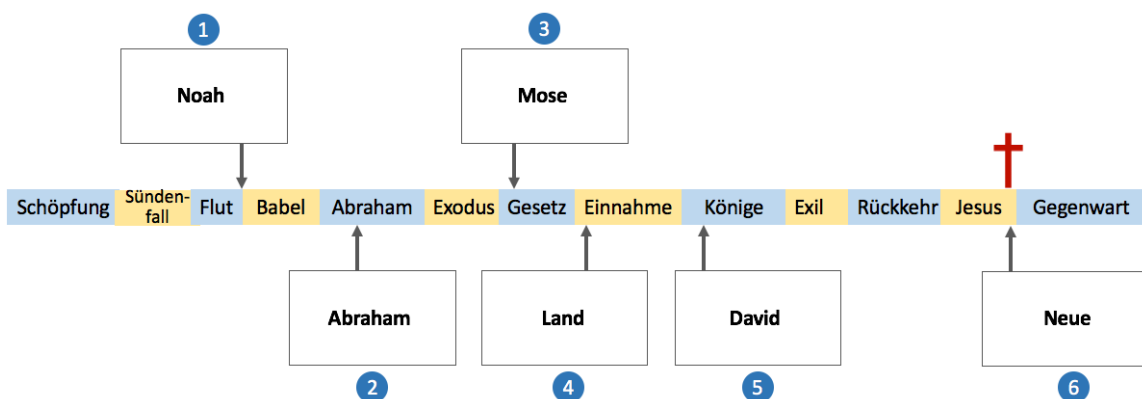 1
3
Noah
Mose
Schöpfung
Sünden-
fall
Flut
Babel
Abraham
Exodus
Gesetz
Einnahme
Könige
Exil
Rückkehr
Jesus
Gegenwart
Abraham
Land
David
Neue
2
4
5
6